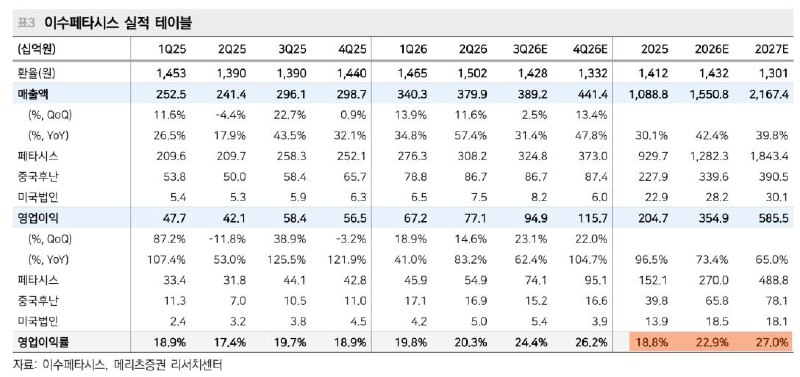 표3 이수페타시스 실적 테이블
(십억원) 1Q25 2Q25 3Q25 4Q25 1Q26 2Q26 3Q26E 4Q26E 2025 2026E 2027E
환율(원) 1,453 1,390 1,390 1,440 1,465 1,502 1,428 1,332 1,412 1,432 1,301
매출액 252.5 241.4 296.1 298.7 340.3 379.9 389.2 441.4 1,088.8 1,550.8 2,167.4
(%, QoQ) 11.6% -4.4% 22.7% 0.9% 13.9% 11.6% 2.5% 13.4%
(%, YoY) 26.5% 17.9% 43.5% 32.1% 34.8% 57.4% 31.4% 47.8% 30.1% 42.4% 39.8%
페타시스 209.6 209.7 258.3 252.1 276.3 308.2 324.8 373.0 929.7 1,282.3 1,843.4
중국후난 53.8 50.0 58.4 65.7 78.8 86.7 86.7 87.4 227.9 339.6 390.5
미국법인 5.4 5.3 5.9 6.3 6.5 7.5 8.2 6.0 22.9 28.2 30.1
영업이익 47.7 42.1 58.4 56.5 67.2 77.1 94.9 115.7 204.7 354.9 585.5
(%, QoQ) 87.2% -11.8% 38.9% -3.2% 18.9% 14.6% 23.1% 22.0%
(%, YoY) 107.4% 53.0% 125.5% 121.9% 41.0% 83.2% 62.4% 104.7% 96.5% 73.4% 65.0%
페타시스 33.4 31.8 44.1 42.8 45.9 54.9 74.1 95.1 152.1 270.0 488.8
중국후난 11.3 7.0 10.5 11.0 17.1 16.9 15.2 16.6 39.8 65.8 78.1
미국법인 2.4 3.2 3.8 4.5 4.2 5.0 5.4 3.9 13.9 18.5 18.1
영업이익률 18.9% 17.4% 19.7% 18.9% 19.8% 20.3% 24.4% 26.2% 18.8% 22.9% 27.0%
자료: 이수페타시스, 메리츠증권 리서치센터